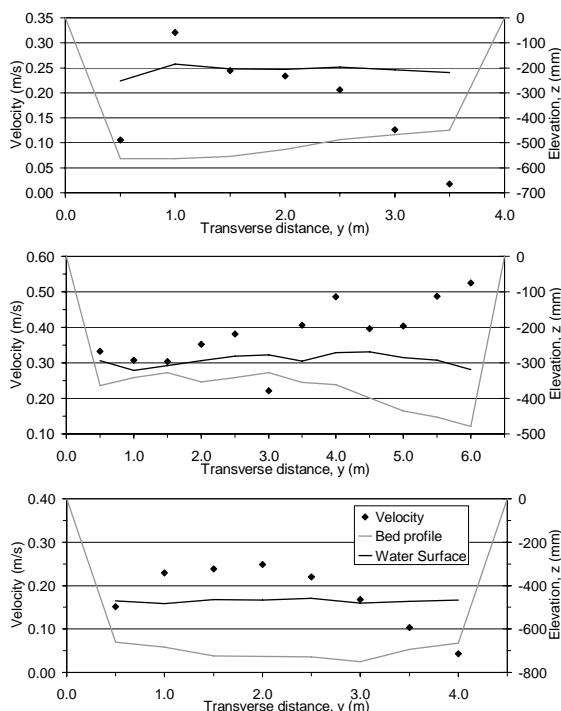 0.35
0.30
0.25
0.20
0.15
0.10
0.05
0.00
Velocity (m/s)
0
-100
-200
-300
-400
-500
-600
-700
Elevation, z (mm)
0.0 1.0 2.0 3.0 4.0
Transverse distance, y (m)
0.60
0.50
0.40
0.30
0.20
0.10
Velocity (m/s)
0
-100
-200
-300
-400
-500
Elevation, z (mm)
0.0 1.0 2.0 3.0 4.0 5.0 6.0
Transverse distance, y (m)
0.40
0.30
0.20
0.10
0.00
Velocity (m/s)
Velocity
Bed profile
Water Surface
0
-200
-400
-600
-800
Elevation, z (mm)
0.0 1.0 2.0 3.0 4.0
Transverse distance, y (m)